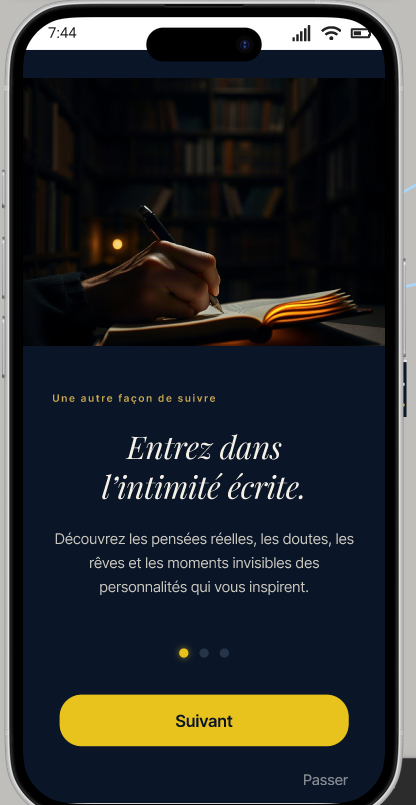 7:44
Une autre façon de suivre
Entrez dans
l’intimité écrite.
Découvrez les pensées réelles, les doutes, les
rêves et les moments invisibles des
personnalités qui vous inspirent.
Suivant
Passer